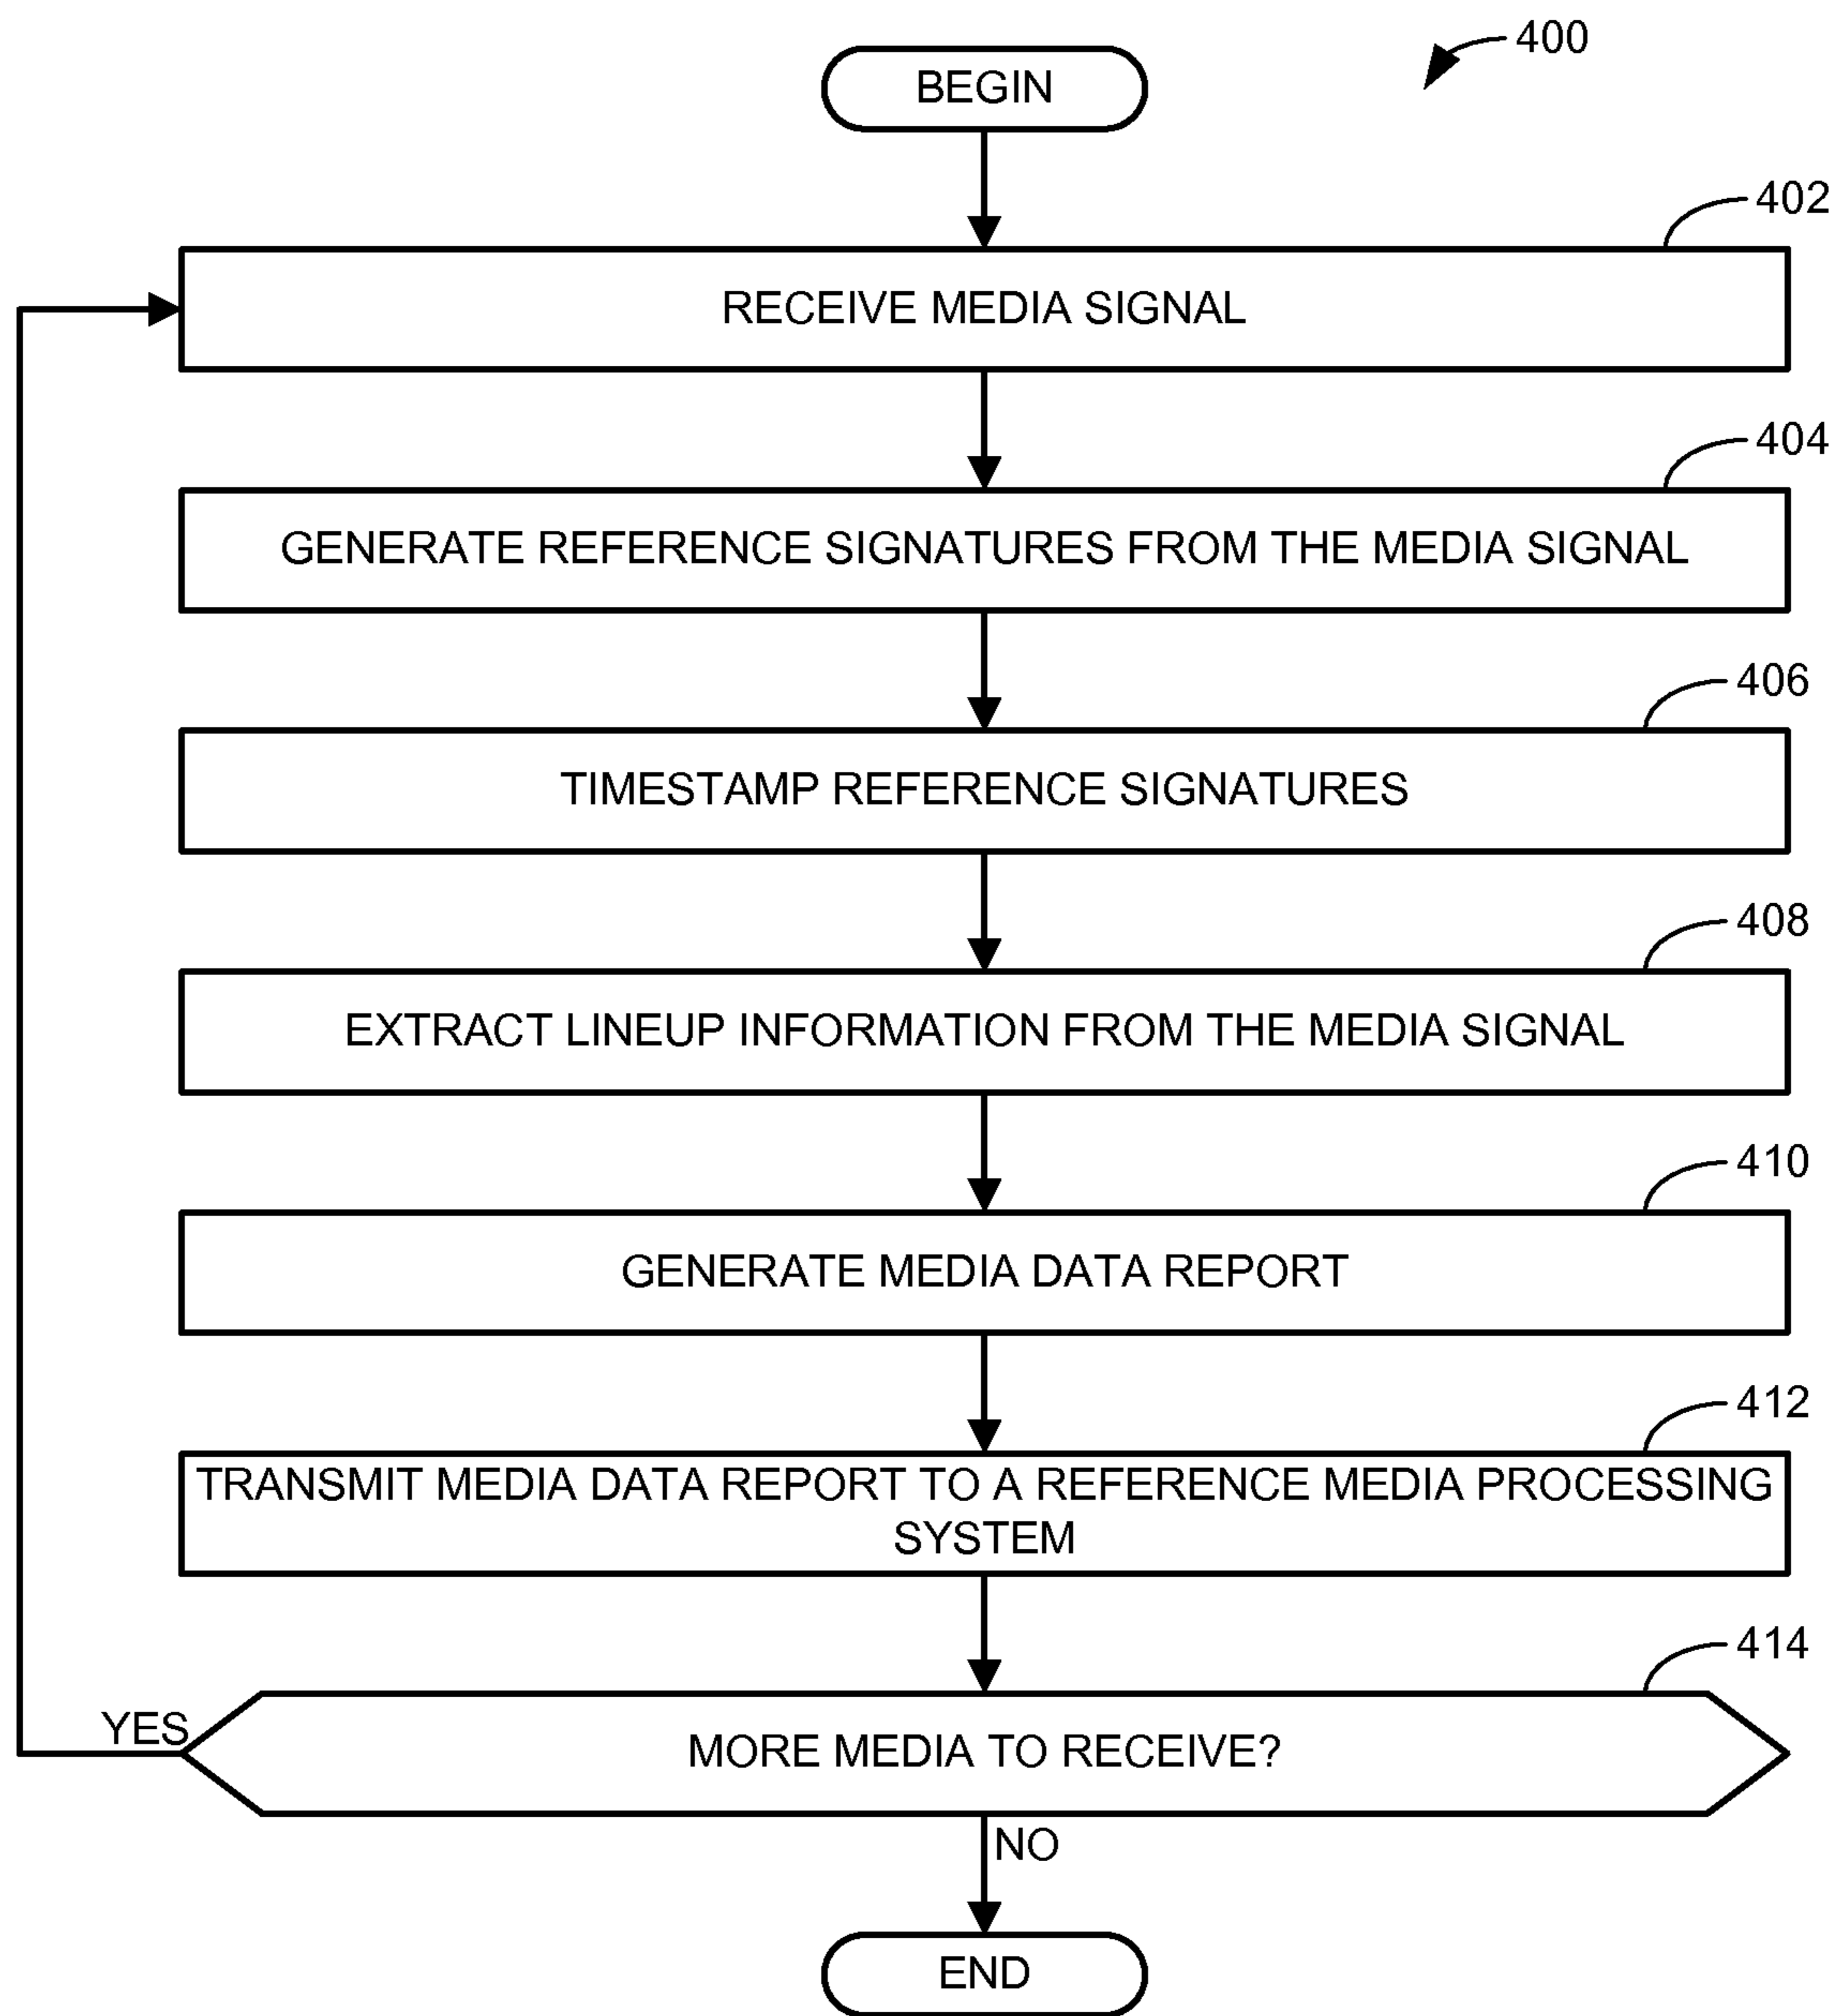 400
BEGIN
402
RECEIVE MEDIA SIGNAL
404
GENERATE REFERENCE SIGNATURES FROM THE MEDIA SIGNAL
406
TIMESTAMP REFERENCE SIGNATURES
408
EXTRACT LINEUP INFORMATION FROM THE MEDIA SIGNAL
410
GENERATE MEDIA DATA REPORT
412
TRANSMIT MEDIA DATA REPORT TO A REFERENCE MEDIA PROCESSING
SYSTEM
414
YES
MORE MEDIA TO RECEIVE?
NO
END